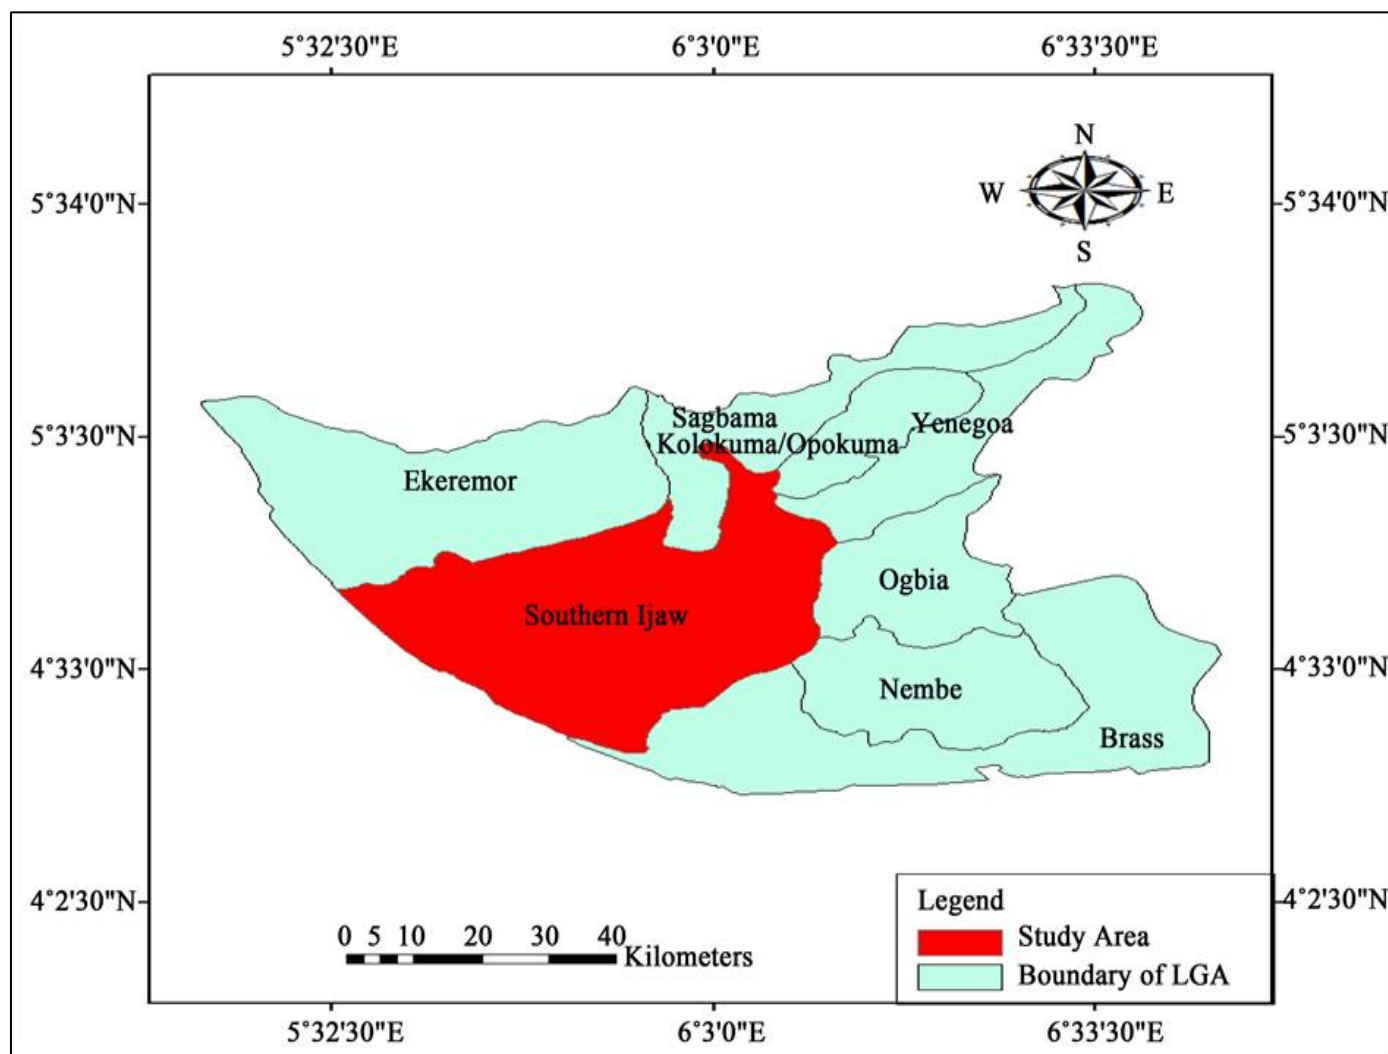 5°32'30"E 6°3'0"E 6°33'30"E
N
W E
S
5°34'0"N 5°34'0"N
5°3'30"N 5°3'30"N
4°33'0"N 4°33'0"N
4°2'30"N 4°2'30"N
Sagbama
Kolokuma/Opokuma
Yenegoa
Ekeremor
Ogbia
Southern Ijaw
Nembe
Brass
0 5 10 20 30 40
Kilometers
Legend
Study Area
Boundary of LGA
5°32'30"E 6°3'0"E 6°33'30"E